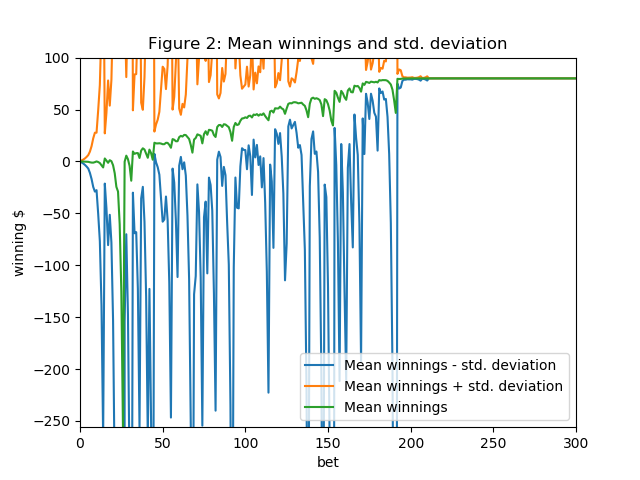 Figure 2: Mean winnings and std. deviation
100
50
0
−50
−100
−150
−200
−250
winning $
0
50
100
150
200
250
300
bet
Mean winnings - std. deviation
Mean winnings + std. deviation
Mean winnings